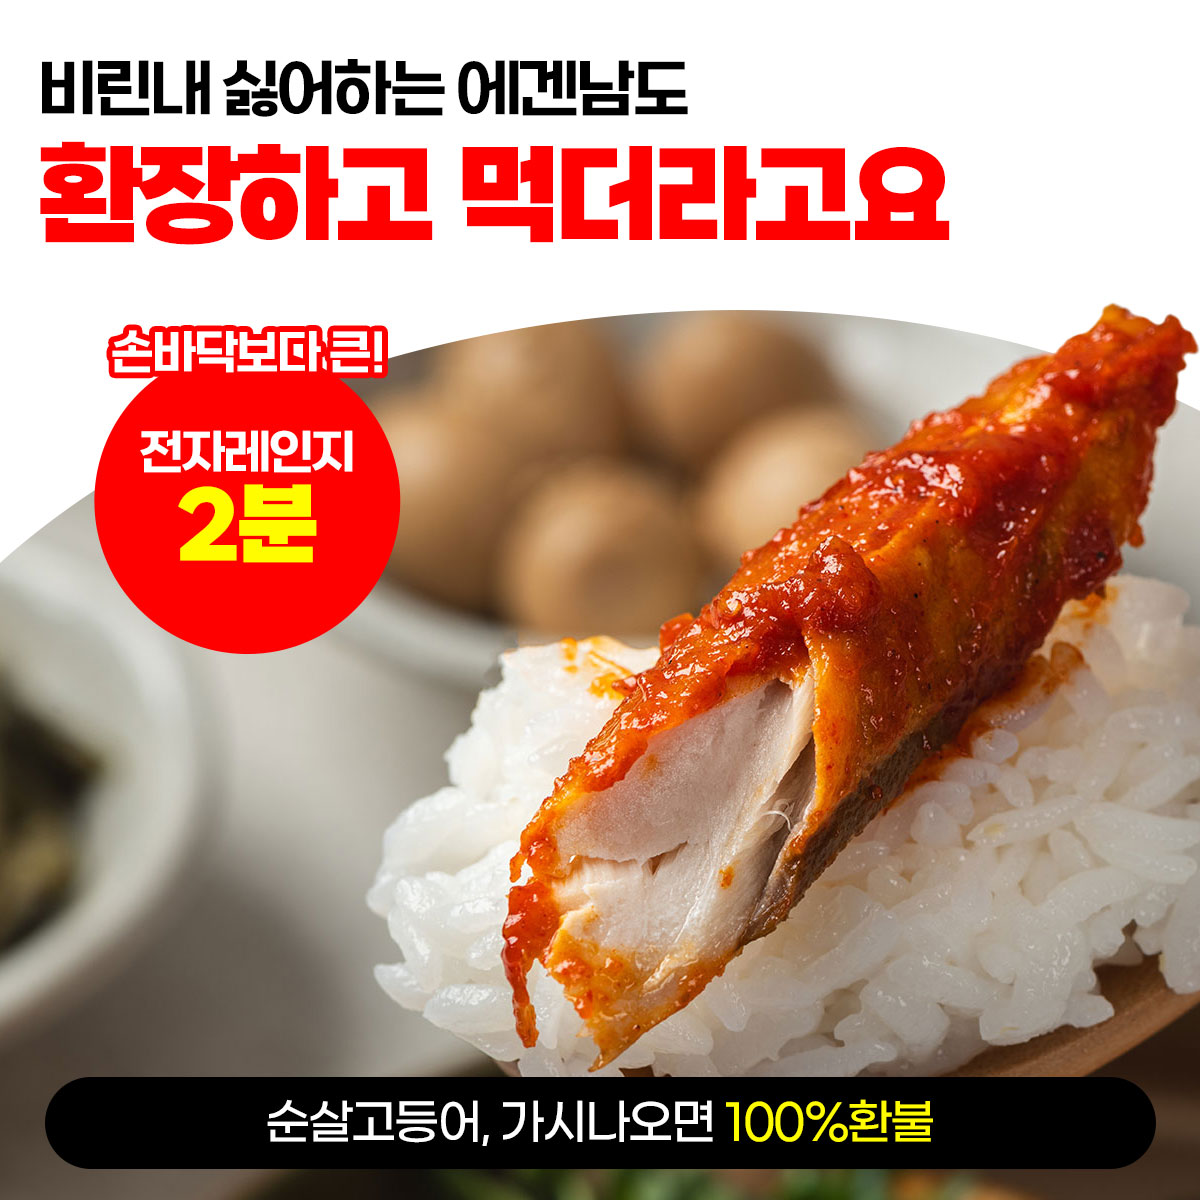 비린내 싫어하는 에겐남도
환장하고 먹더라고요
손바닥보다 큰!
전자레인지
2분
순살고등어, 가시나오면 100%환불